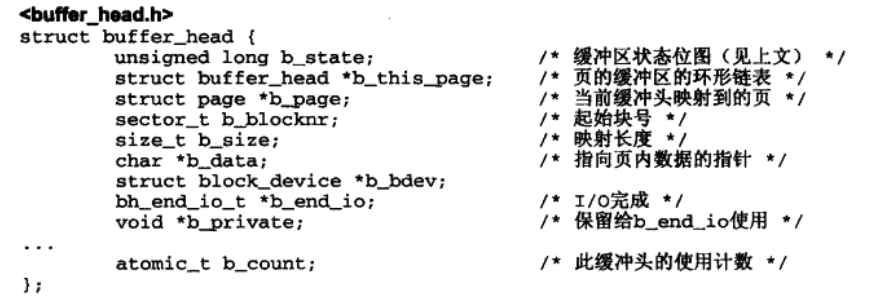 <buffer_head.h>
struct buffer_head {
unsigned long b_state; /* 缓冲区状态位图（见上文） */
struct buffer_head *b_this_page; /* 页的缓冲区的环形链表 */
struct page *b_page; /* 当前缓冲头映射到的页 */
sector_t b_blocknr; /* 起始块号 */
size_t b_size; /* 映射长度 */
char *b_data; /* 指向页内数据的指针 */
struct block_device *b_bdev;
bh_end_io_t *b_end_io; /* I/O完成 */
void *b_private; /* 保留给b_end_io使用 */
...
atomic_t b_count; /* 此缓冲头的使用计数 */
};